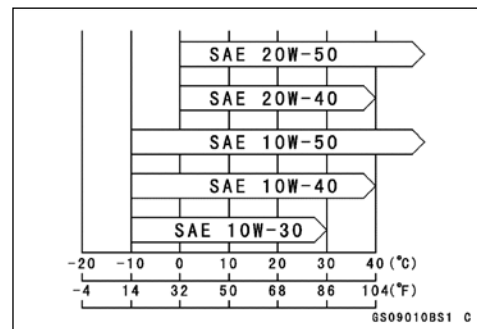 SAE 20W-50
SAE 20W-40
SAE 10W-50
SAE 10W-40
SAE 10W-30
-20 -10 0 10 20 30 40 (°C)
-4 14 32 50 68 86 104 (°F)
GS09010BS1 C